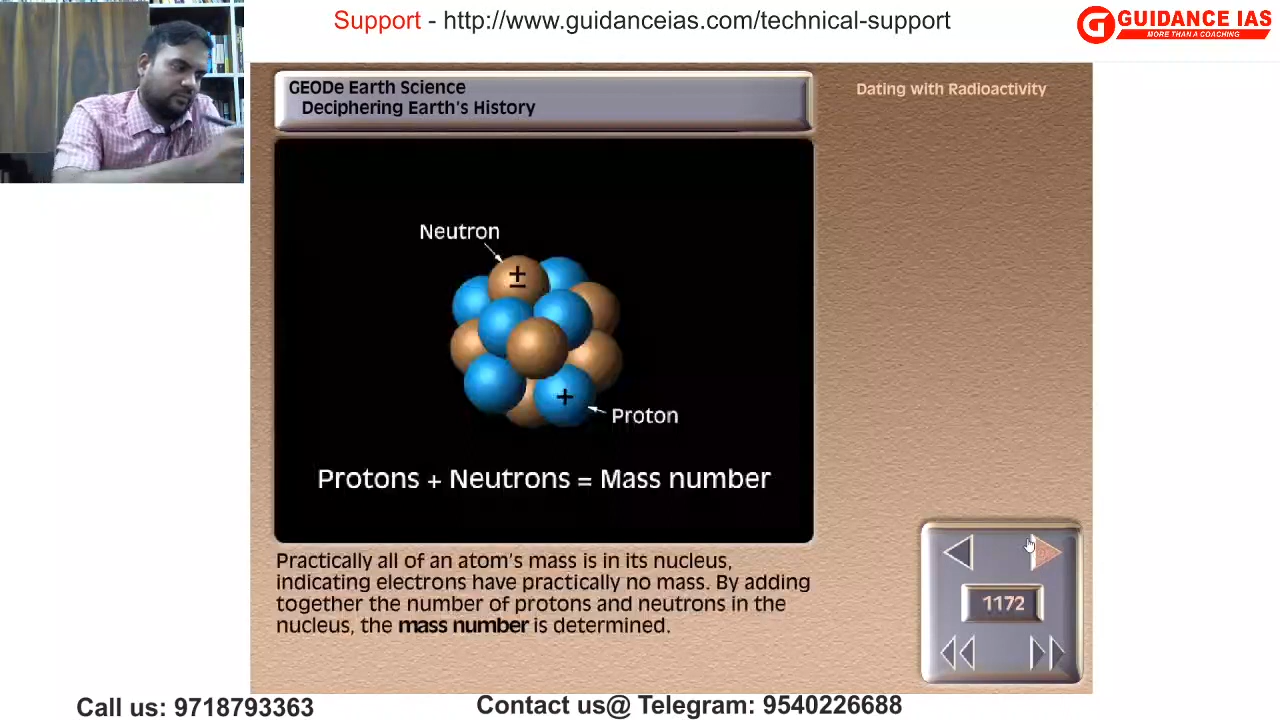 Support - http://www.guidanceias.com/technical-support
GUIDANCE IAS
MORE THAN A COACHING
GEODe Earth Science
Deciphering Earth's History
Dating with Radioactivity
Neutron
±
+
Proton
Protons + Neutrons = Mass number
Practically all of an atom's mass is in its nucleus,
indicating electrons have practically no mass. By adding
together the number of protons and neutrons in the
nucleus, the mass number is determined.
1172
Call us: 9718793363
Contact us@ Telegram: 9540226688